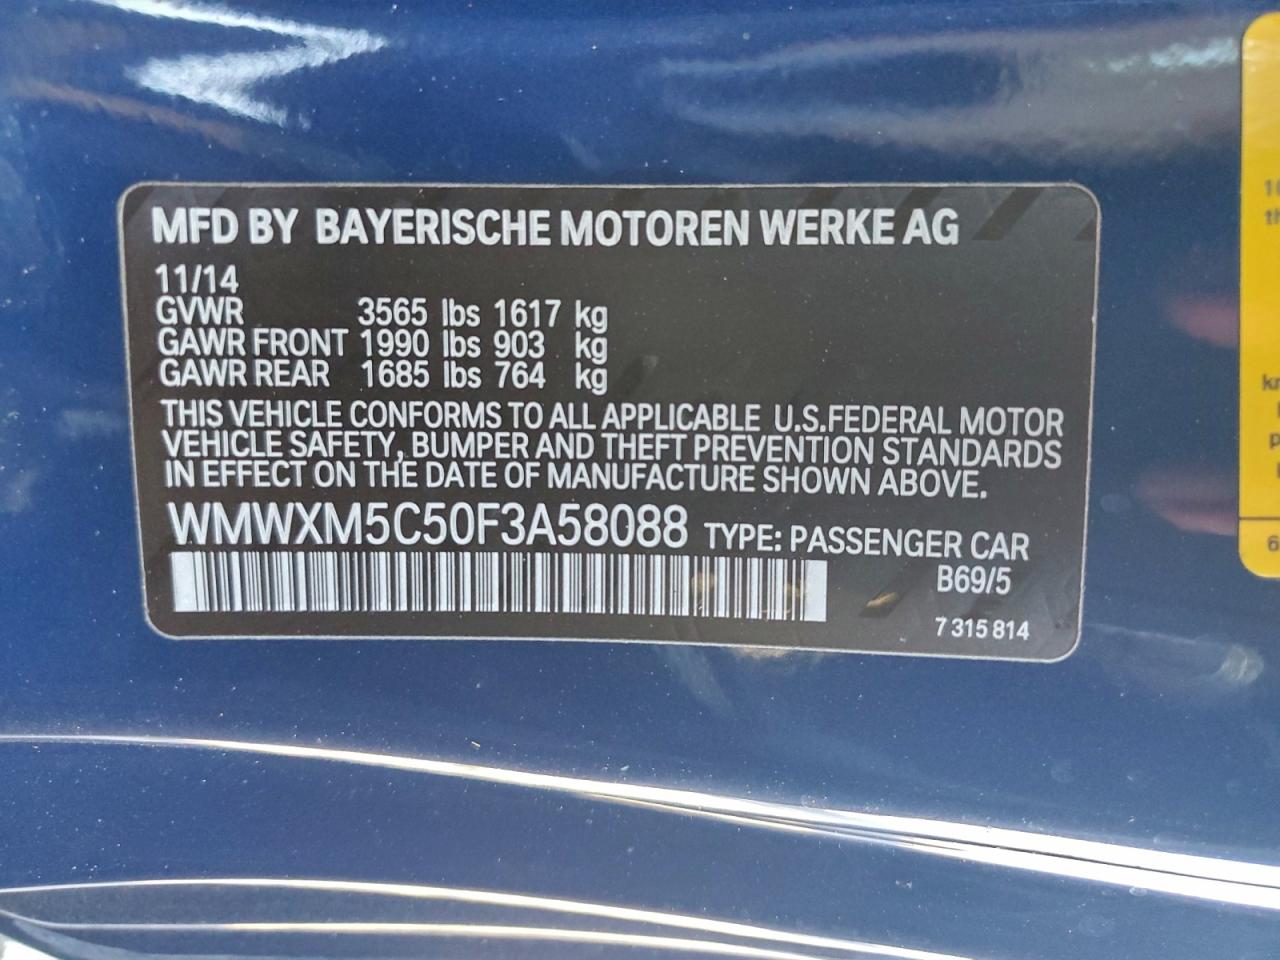 MFD BY BAYERISCHE MOTOREN WERKE AG
11/14
GVWR 3565 lbs 1617 kg
GAWR FRONT 1990 lbs 903 kg
GAWR REAR 1685 lbs 764 kg
THIS VEHICLE CONFORMS TO ALL APPLICABLE U.S.FEDERAL MOTOR
VEHICLE SAFETY, BUMPER AND THEFT PREVENTION STANDARDS
IN EFFECT ON THE DATE OF MANUFACTURE SHOWN ABOVE.
WMWXM5C50F3A58088 TYPE: PASSENGER CAR
B69/5
7 315 814